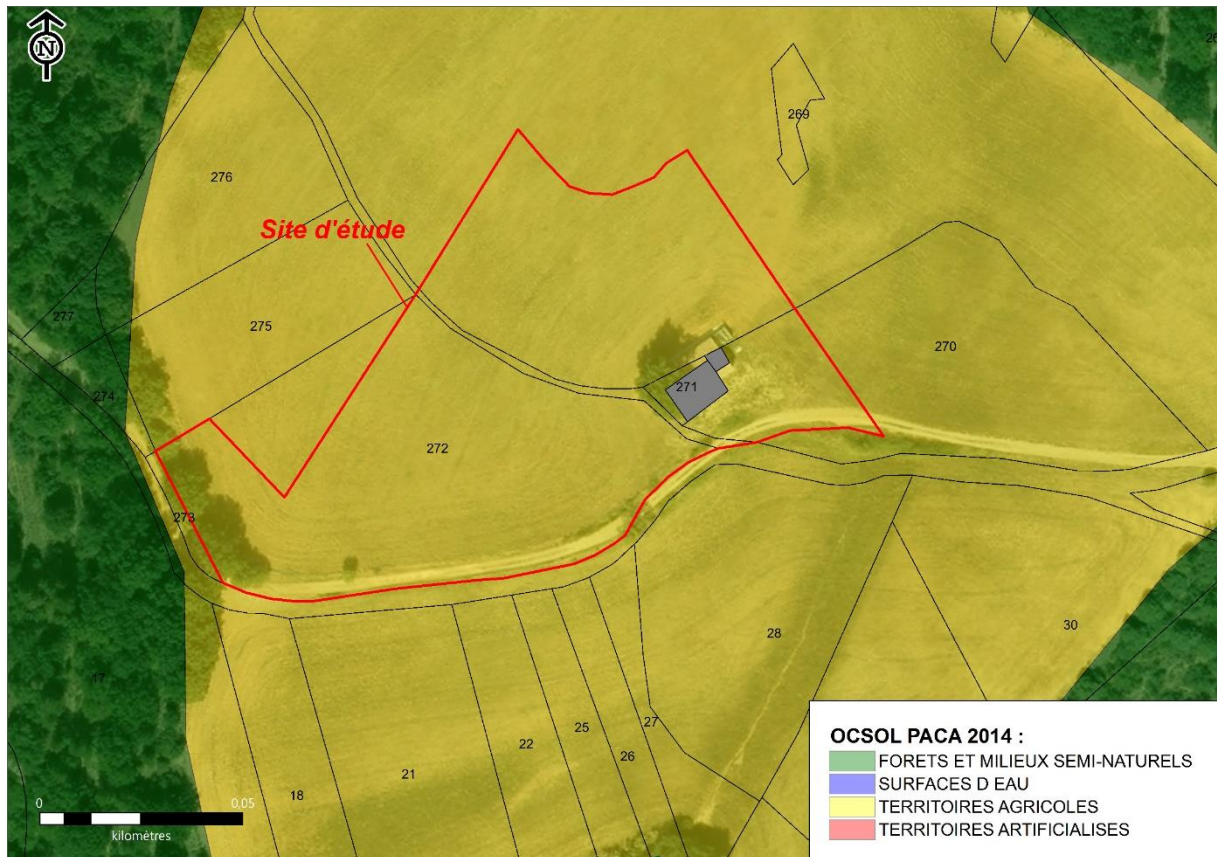 N
26
269
276
Site d'étude
277
275
270
271
274
272
273
28
30
17
27
22
25
26
21
18
0
0,05
kilomètres
OCSOL PACA 2014 :
FORETS ET MILIEUX SEMI-NATURELS
SURFACES D EAU
TERRITOIRES AGRICOLES
TERRITOIRES ARTIFICIALISES